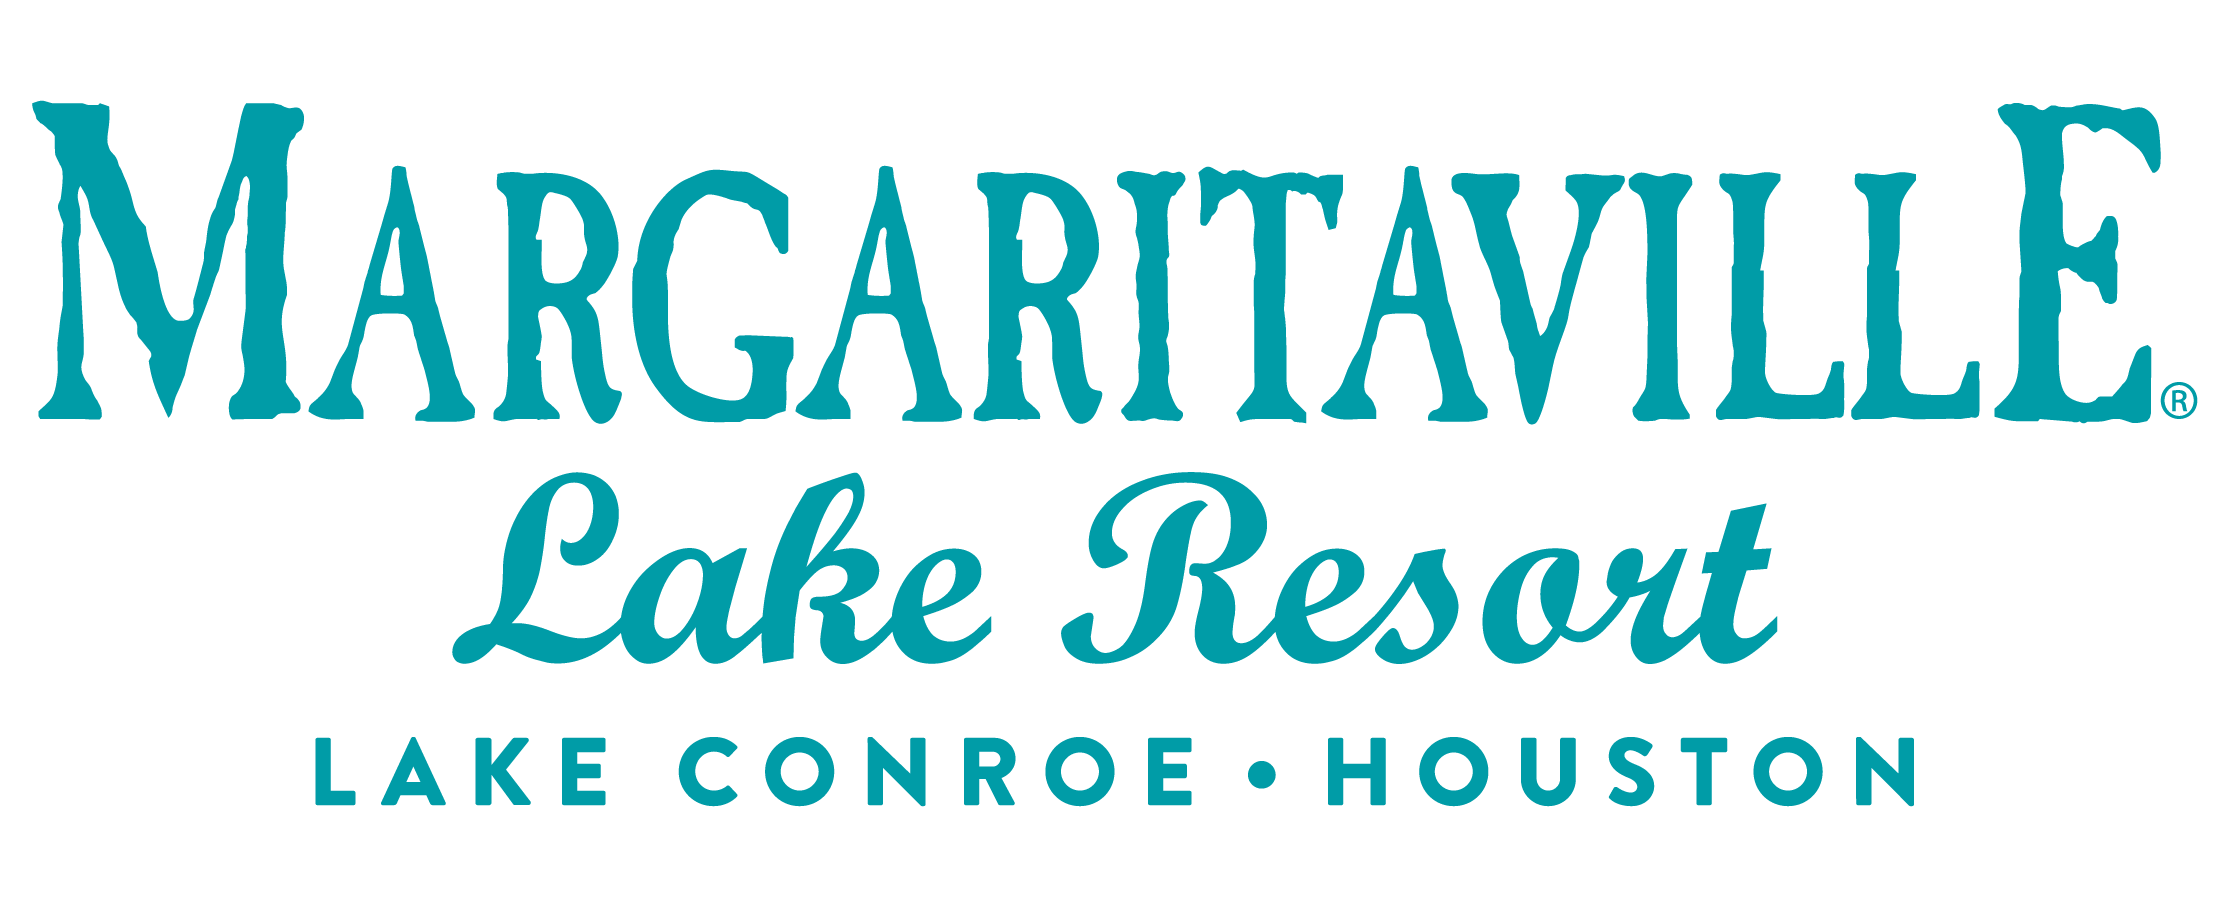 MARGARITAVILLE®
Lake Resort
LAKE CONROE • HOUSTON